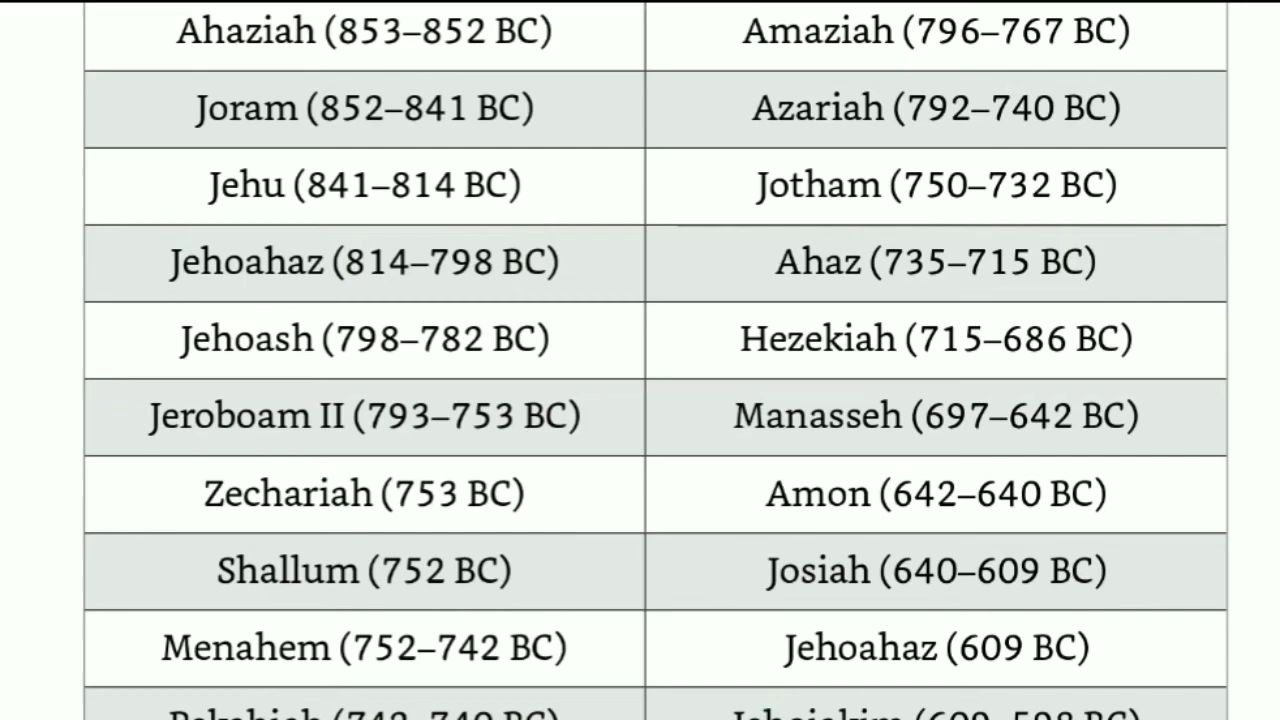 Ahaziah (853–852 BC) Amaziah (796–767 BC)
Joram (852–841 BC) Azariah (792–740 BC)
Jehu (841–814 BC) Jotham (750–732 BC)
Jehoahaz (814–798 BC) Ahaz (735–715 BC)
Jehoash (798–782 BC) Hezekiah (715–686 BC)
Jeroboam II (793–753 BC) Manasseh (697–642 BC)
Zechariah (753 BC) Amon (642–640 BC)
Shallum (752 BC) Josiah (640–609 BC)
Menahem (752–742 BC) Jehoahaz (609 BC)